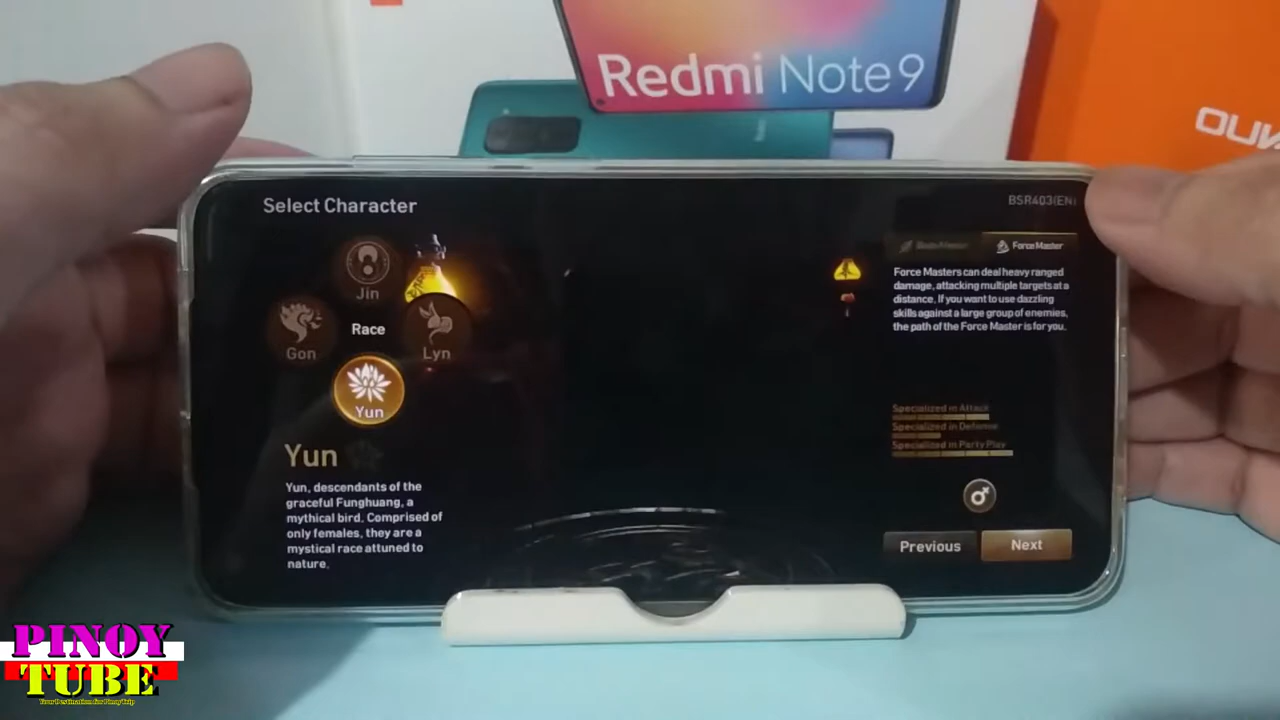 Redmi Note 9
Select Character
BSR403(EN)
Jin
Gon
Race
Lyn
Yun
Yun
Yun, descendants of the
graceful Funghuang, a
mythical bird. Comprised of
only females, they are a
mystical race attuned to
nature.
Force Master
Force Masters can deal heavy ranged
damage, attacking multiple targets at a
distance. If you want to use dazzling
skills against a large group of enemies,
the path of the Force Master is for you.
Specialized in Attack
Specialized in Defense
Specialized in Party Play
Previous
Next
PINOY
TUBE